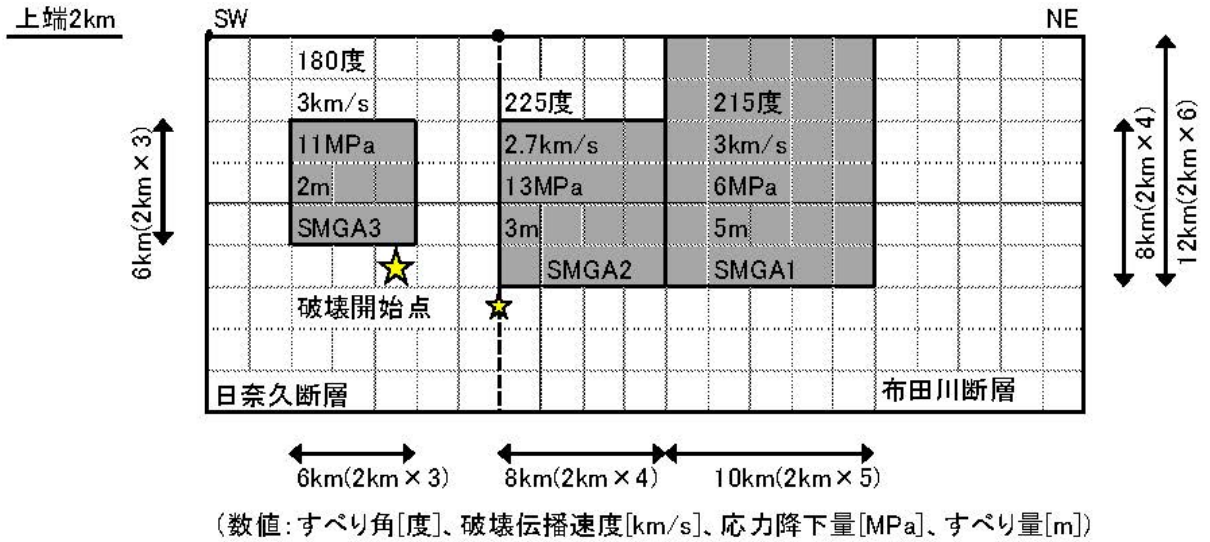 上端2km
SW
NE
180度
3km/s
11MPa
2m
SMGA3
225度
2.7km/s
13MPa
3m
SMGA2
215度
3km/s
6MPa
5m
SMGA1
6km(2km×3)
8km(2km×4)
12km(2km×6)
破壊開始点
日奈久断層
布田川断層
6km(2km×3)
8km(2km×4)
10km(2km×5)
(数値:すべり角[度]、破壊伝播速度[km/s]、応力降下量[MPa]、すべり量[m])